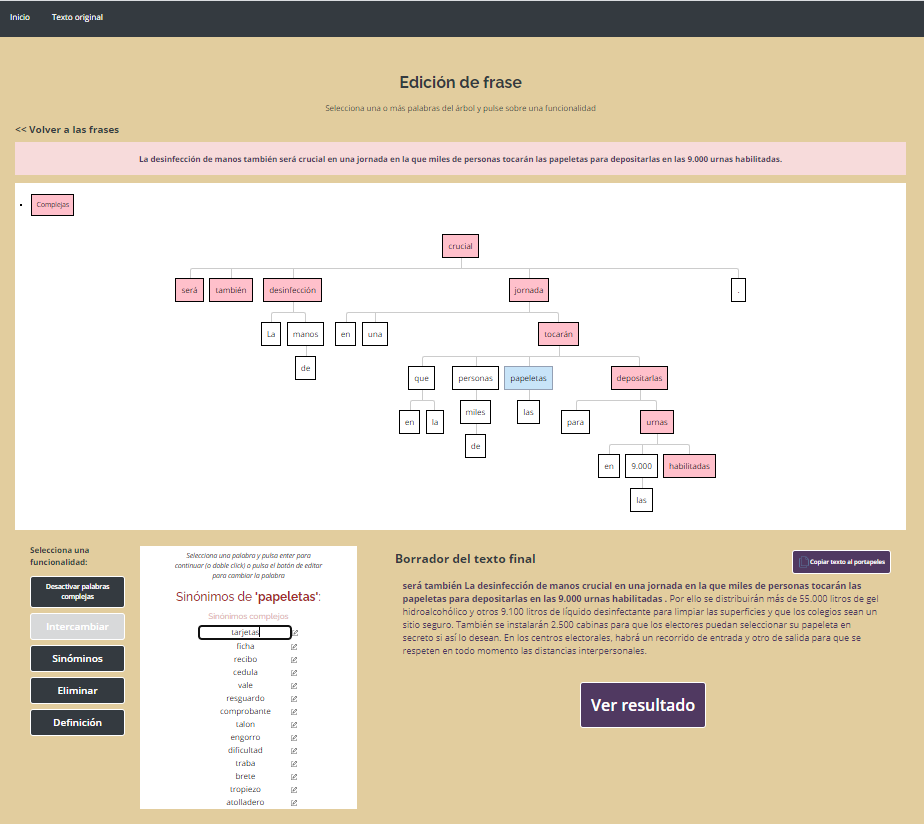 Inicio Texto original
Edición de frase
Selecciona una o más palabras del árbol y pulse sobre una funcionalidad
<< Volver a las frases
La desinfección de manos también será crucial en una jornada en la que miles de personas tocarán las papeletas para depositarlas en las 9.000 urnas habilitadas.
Complejas
crucial
será también desinfección jornada .
La manos en una tocarán
de que personas papeletas depositarlas
en la miles las para urnas
de en 9.000 habilitadas
las
Selecciona una
funcionalidad:
Desactivar palabras
complejas
Intercambiar
Sinóminos
Eliminar
Definición
Selecciona una palabra y pulsa enter para
continuar (o doble click) o pulsa el botón de editar
para cambiar la palabra
Sinónimos de 'papeletas':
Sinónimos complejos
tarjetas
ficha
recibo
cedula
vale
resguardo
comprobante
talon
engorro
dificultad
traba
brete
tropiezo
atolladero
Borrador del texto final
Copiar texto al portapeles
será también La desinfección de manos crucial en una jornada en la que miles de personas tocarán las
papeletas para depositarlas en las 9.000 urnas habilitadas . Por ello se distribuirán más de 55.000 litros de gel
hidroalcohólico y otros 9.100 litros de líquido desinfectante para limpiar las superficies y que los colegios sean un
sitio seguro. También se instalarán 2.500 cabinas para que los electores puedan seleccionar su papeleta en
secreto si así lo desean. En los centros electorales, habrá un recorrido de entrada y otro de salida para que se
respeten en todo momento las distancias interpersonales.
Ver resultado